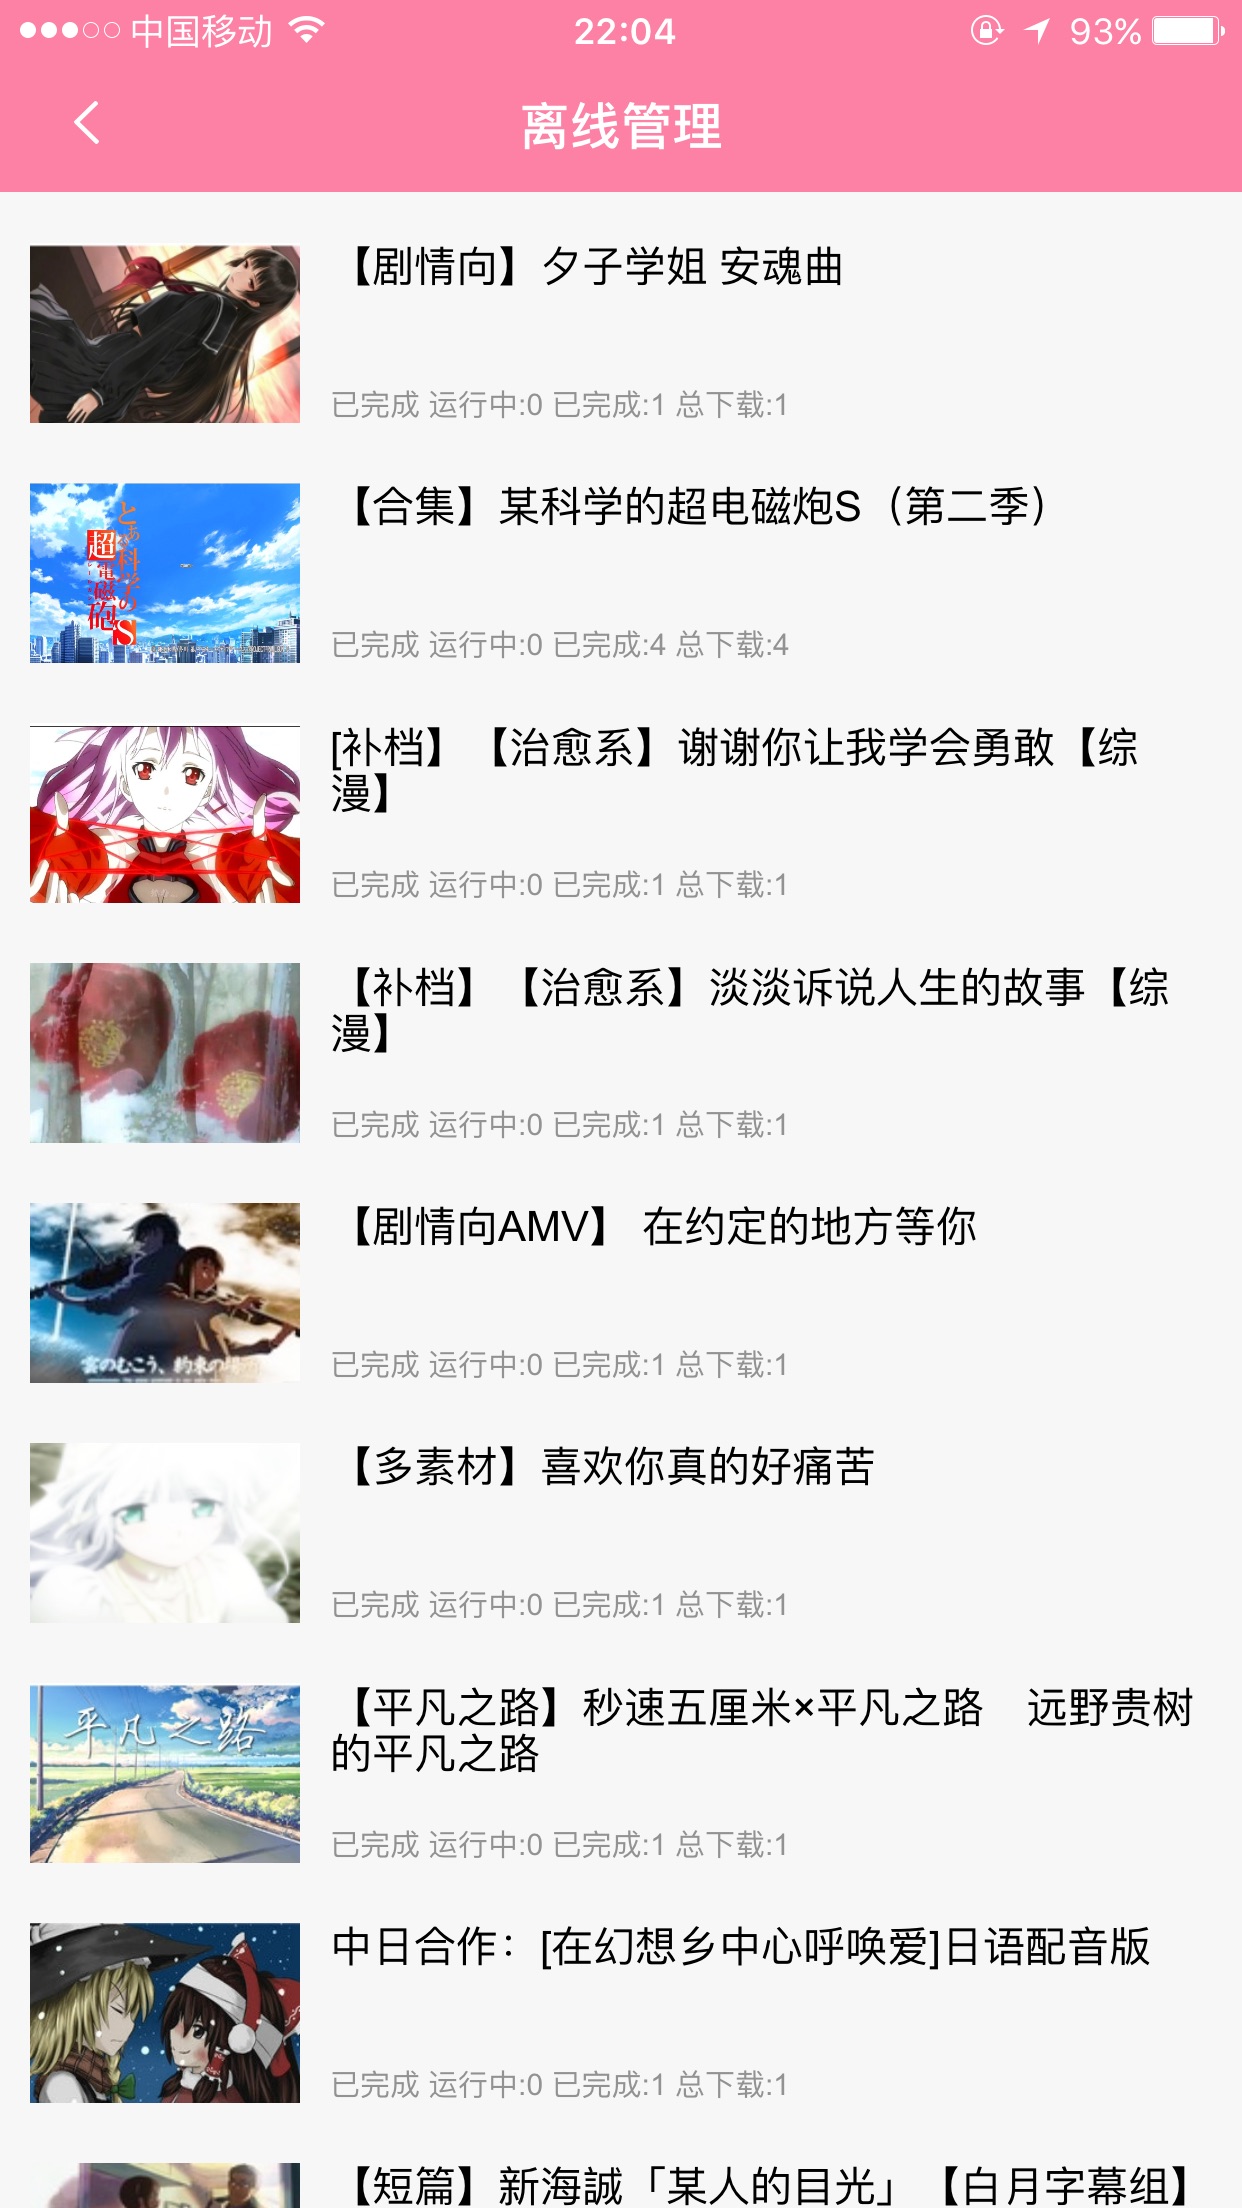 中国移动 22:04 93%
离线管理
【剧情向】夕子学姐 安魂曲
已完成 运行中:0 已完成:1 总下载:1
とある科学の
超電磁砲S
【合集】某科学的超电磁炮S（第二季）
已完成 运行中:0 已完成:4 总下载:4
[补档】【治愈系】谢谢你让我学会勇敢【综
漫】
已完成 运行中:0 已完成:1 总下载:1
【补档】【治愈系】淡淡诉说人生的故事【综
漫】
已完成 运行中:0 已完成:1 总下载:1
雲のむこう、約束の場所
【剧情向AMV】 在约定的地方等你
已完成 运行中:0 已完成:1 总下载:1
【多素材】喜欢你真的好痛苦
已完成 运行中:0 已完成:1 总下载:1
平凡之路
【平凡之路】秒速五厘米×平凡之路　远野贵树
的平凡之路
已完成 运行中:0 已完成:1 总下载:1
中日合作：[在幻想乡中心呼唤爱]日语配音版
已完成 运行中:0 已完成:1 总下载:1
【短篇】新海誠「某人的目光」【白月字幕组】